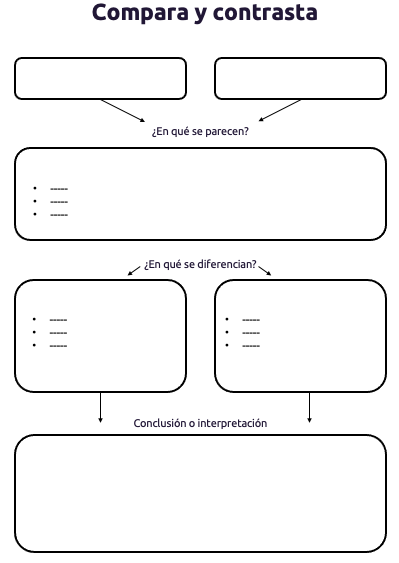 Compara y contrasta
¿En qué se parecen?
• -----
• -----
• -----
¿En qué se diferencian?
• -----
• -----
• -----
• -----
• -----
• -----
Conclusión o interpretación